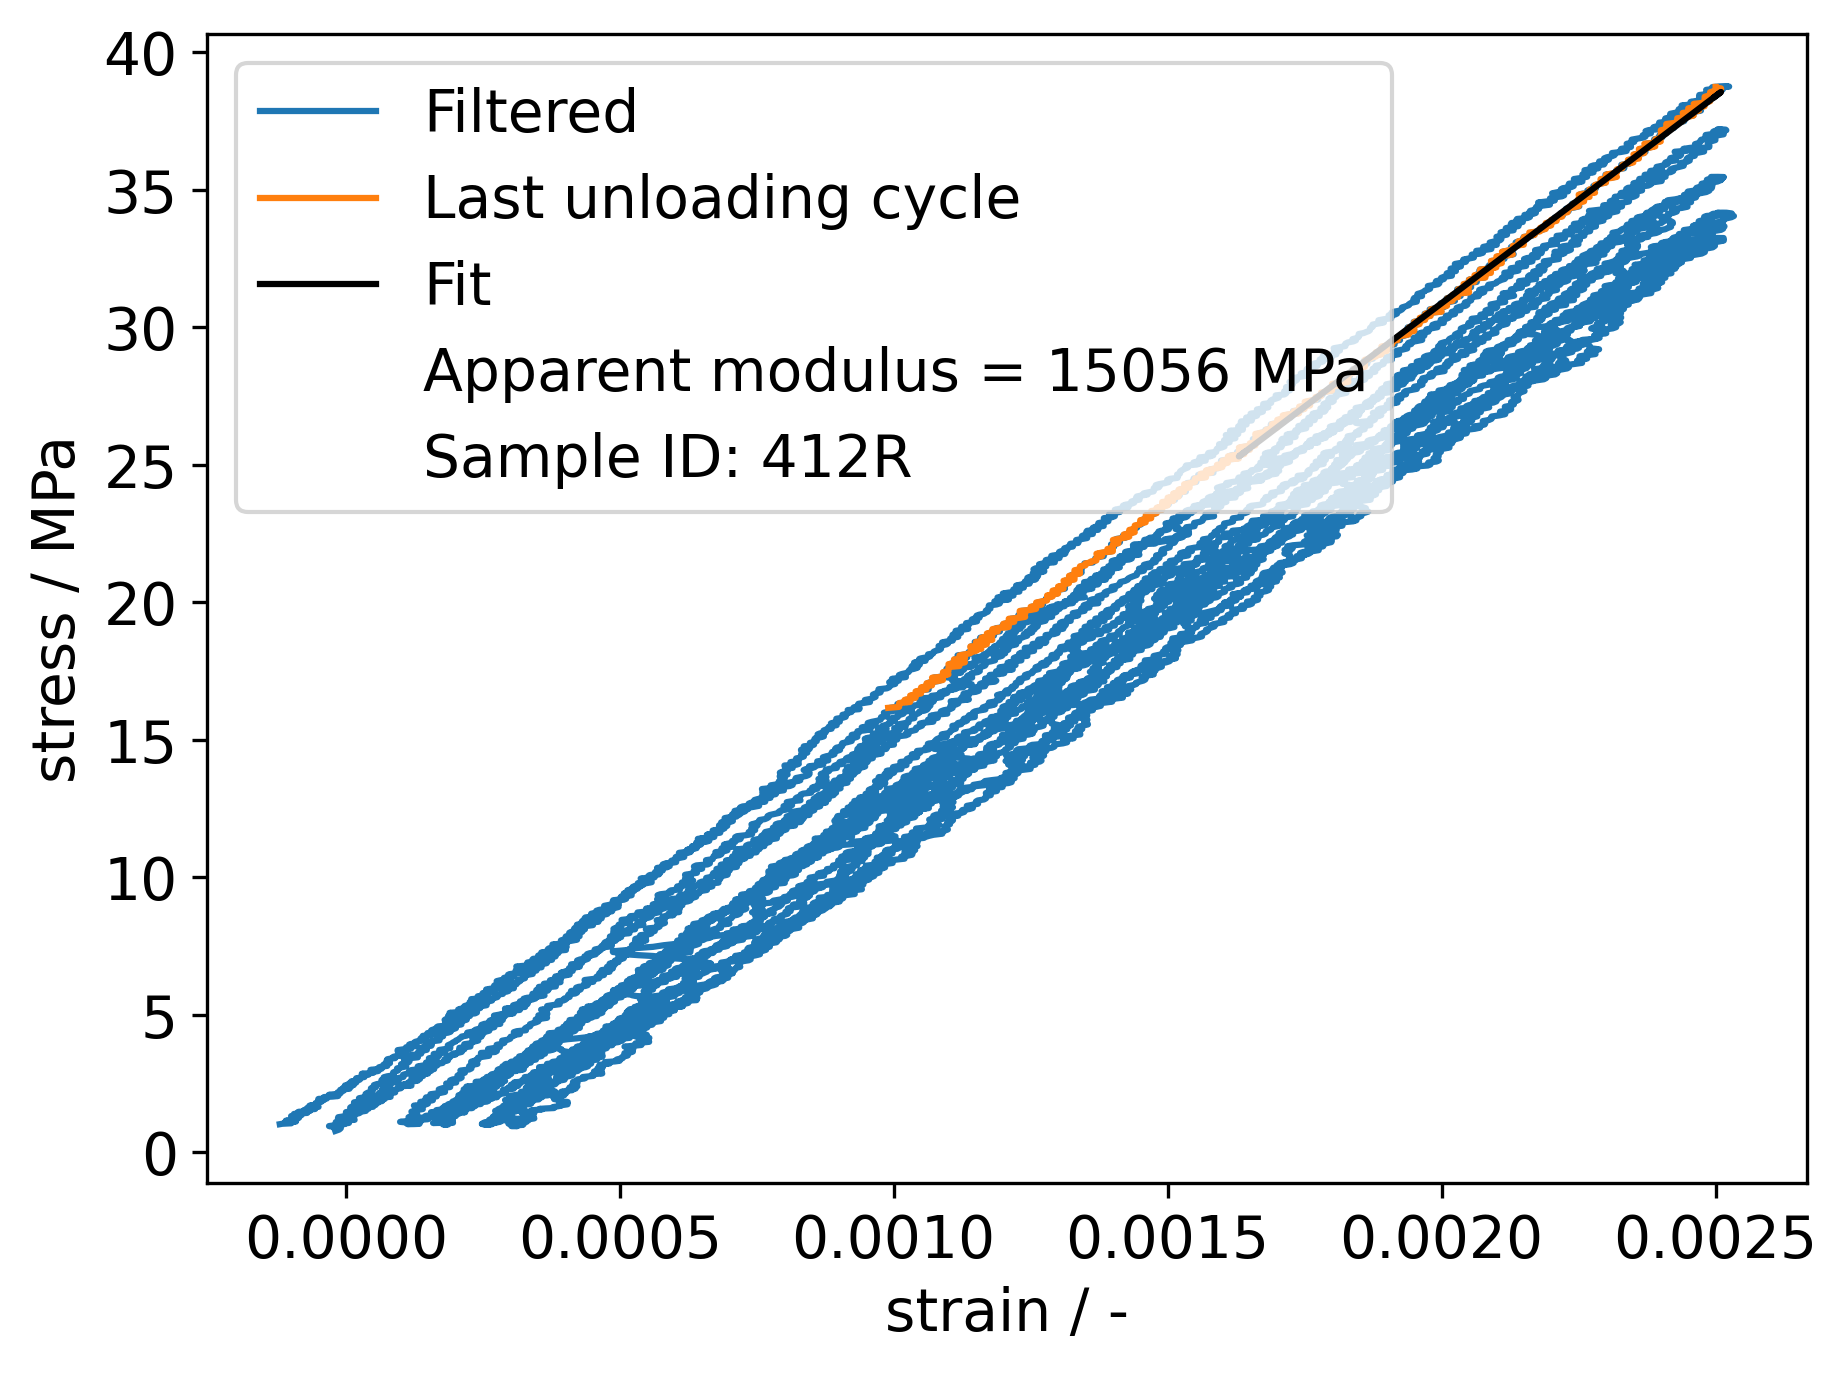 40
35
30
25
20
15
10
5
0
stress / MPa
Filtered
Last unloading cycle
Fit
Apparent modulus = 15056 MPa
Sample ID: 412R
0.0000 0.0005 0.0010 0.0015 0.0020 0.0025
strain / -